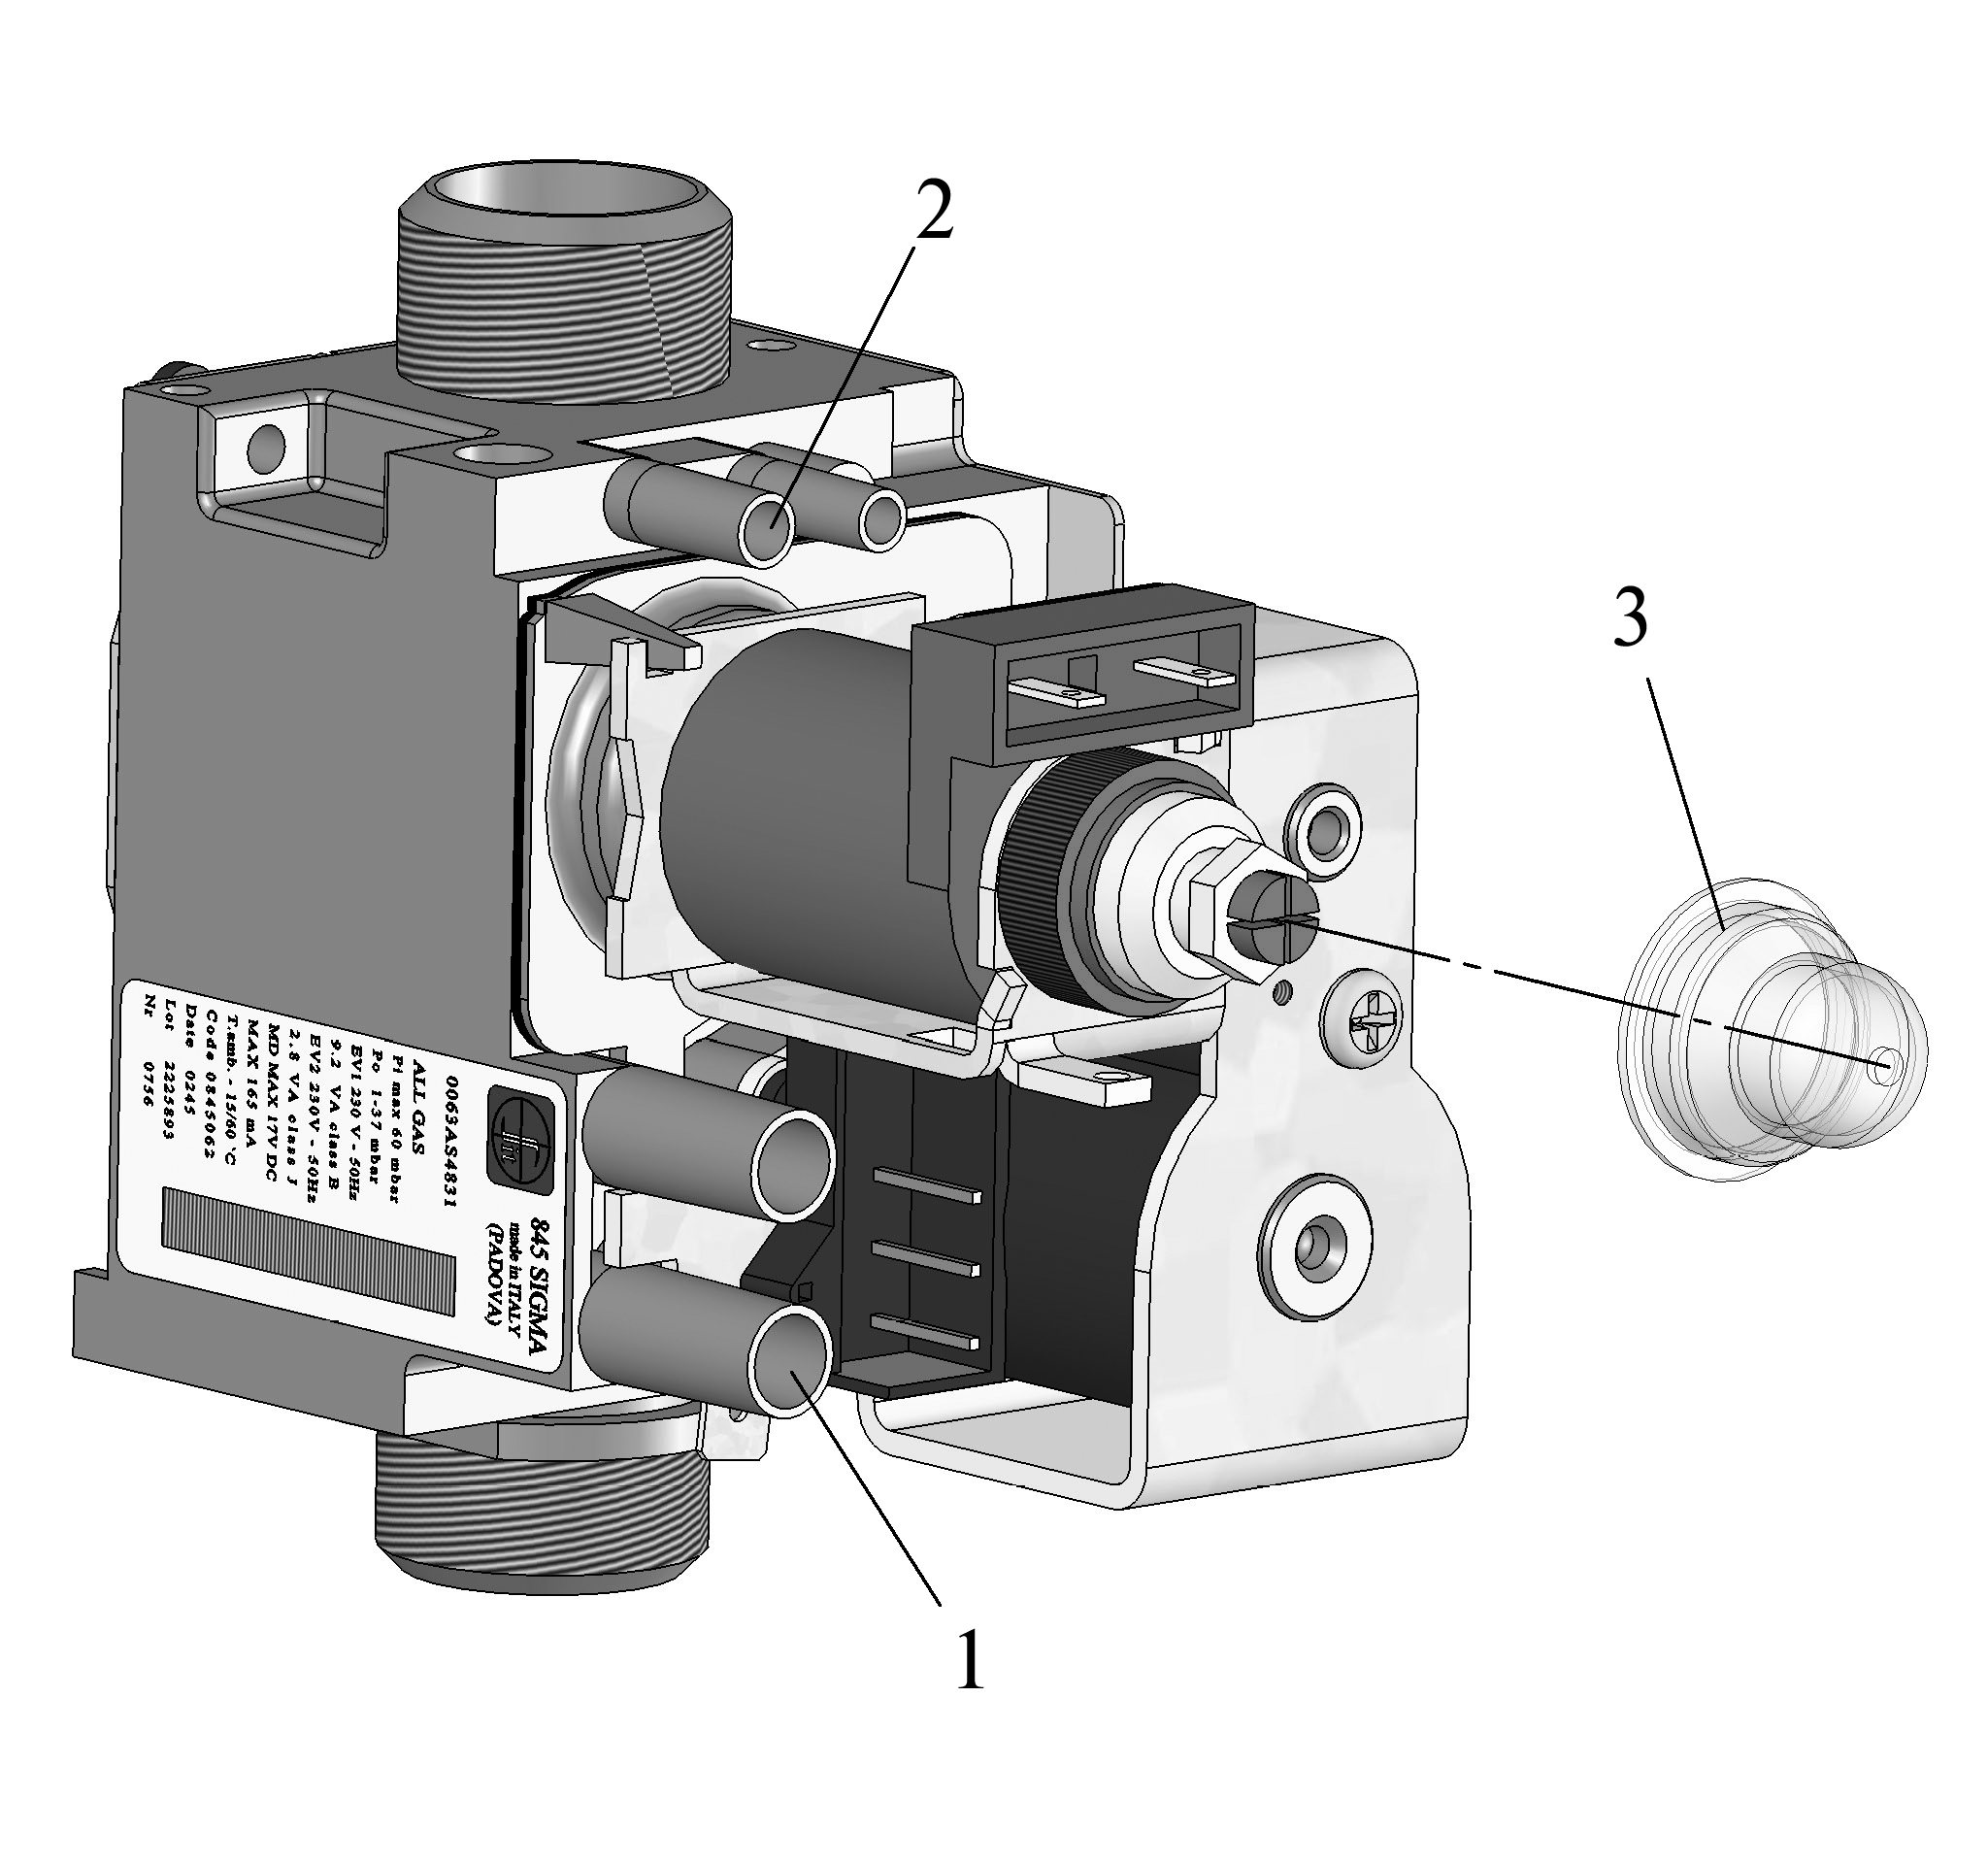 2
3
1
0063AS4831
ALL GAS
Pi max 60 mbar
Po 1-37 mbar
EV1 230 V - 50Hz
9.2 VA class B
EV2 230V - 50Hz
2.8 VA class J
MD MAX 17V DC
MAX 165 mA
T.amb. - 15/60 °C
Code 0845062
Date 0245
Lot 2225893
Nr 0756
sit
845 SIGMA
made in ITALY
(PADOVA)